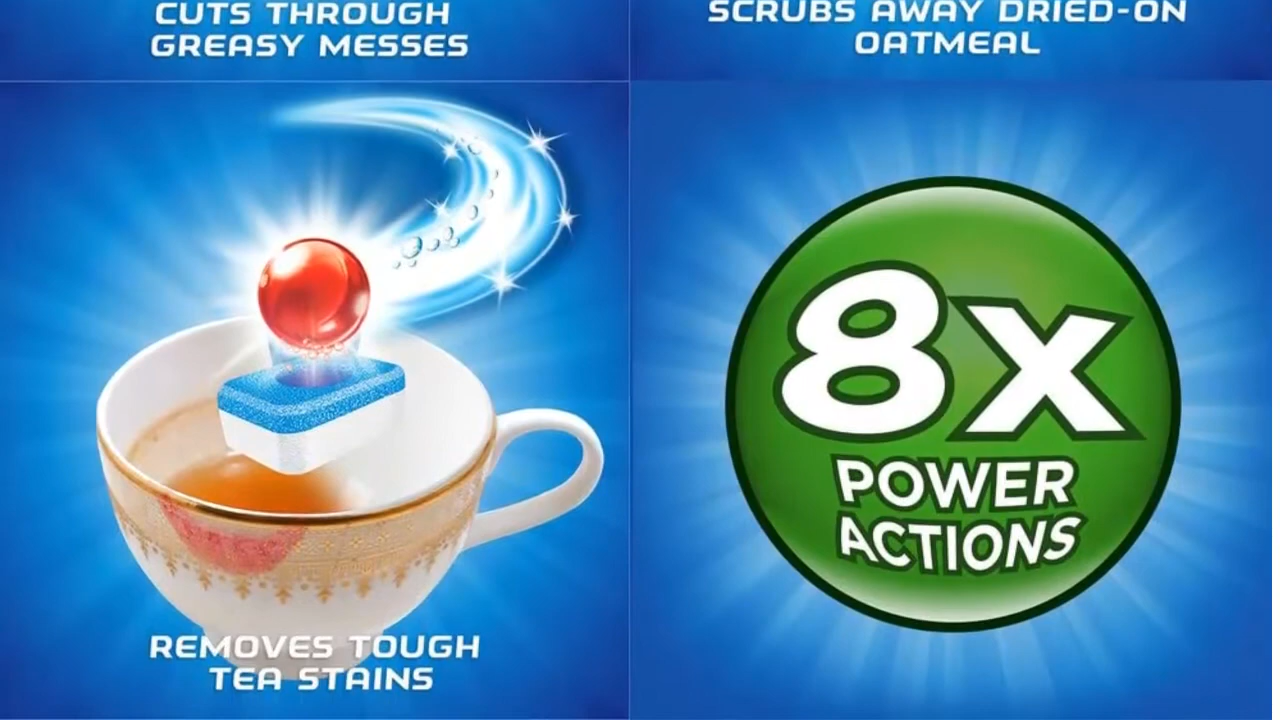 CUTS THROUGH
GREASY MESSES
SCRUBS AWAY DRIED-ON
OATMEAL
REMOVES TOUGH
TEA STAINS
8x
POWER
ACTIONS